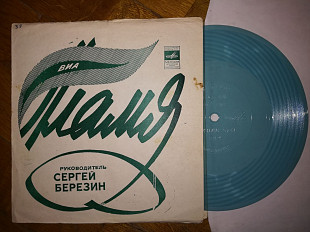 ВИА
Пламя
РУКОВОДИТЕЛЬ
СЕРГЕЙ
БЕРЕЗИН